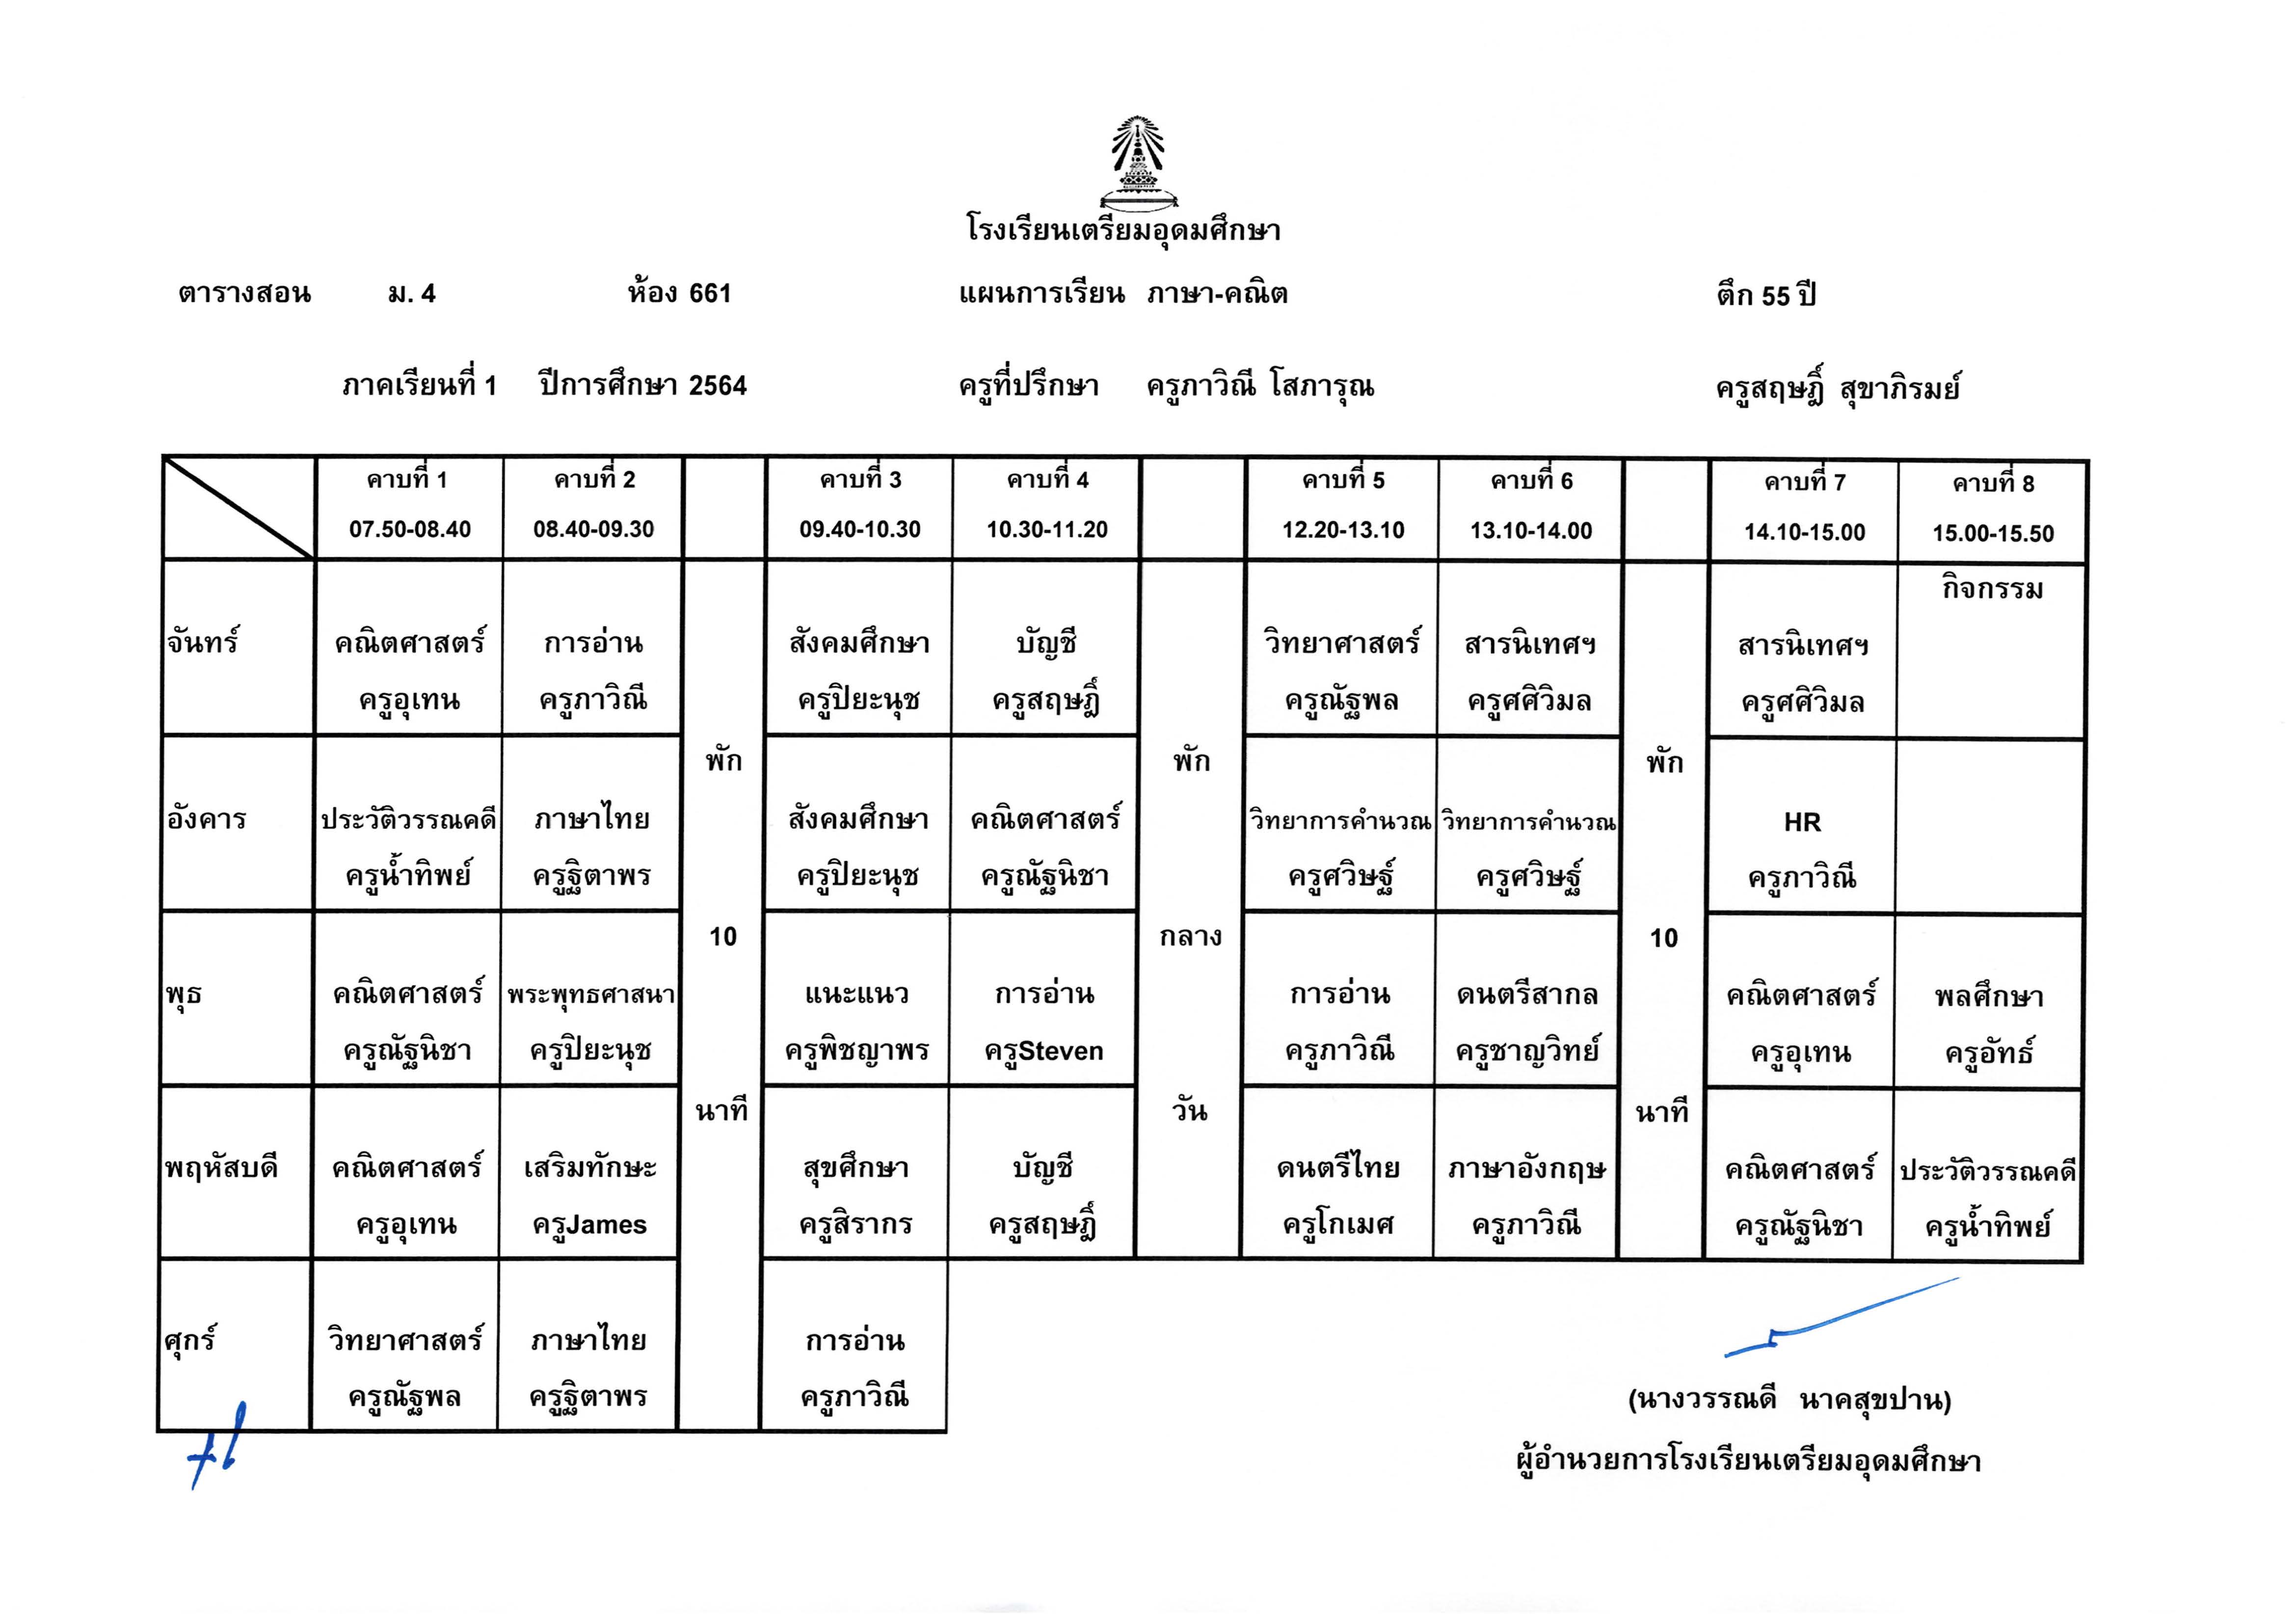 โรงเรียนเตรียมอุดมศึกษา
ตารางสอน ม. 4 ห้อง 661 แผนการเรียน ภาษา-คณิต ตึก 55 ปี
ภาคเรียนที่ 1 ปีการศึกษา 2564 ครูที่ปรึกษา ครูภาวิณี โสภารุณ ครูสฤษฎิ์ สุขาภิรมย์
คาบที่ 1 คาบที่ 2 คาบที่ 3 คาบที่ 4 คาบที่ 5 คาบที่ 6 คาบที่ 7 คาบที่ 8
07.50-08.40 08.40-09.30 09.40-10.30 10.30-11.20 12.20-13.10 13.10-14.00 14.10-15.00 15.00-15.50
กิจกรรม
จันทร์ คณิตศาสตร์ การอ่าน สังคมศึกษา บัญชี วิทยาศาสตร์ สารนิเทศฯ สารนิเทศฯ
ครูอุเทน ครูภาวิณี ครูปิยะนุช ครูสฤษฎิ์ ครูณัฐพล ครูศศิวิมล ครูศศิวิมล
พัก พัก พัก
อังคาร ประวัติวรรณคดี ภาษาไทย สังคมศึกษา คณิตศาสตร์ วิทยาการคำนวณ วิทยาการคำนวณ HR
ครูน้ำทิพย์ ครูฐิตาพร ครูปิยะนุช ครูณัฐนิชา ครูศวิษฐ์ ครูศวิษฐ์ ครูภาวิณี
10 กลาง 10
พุธ คณิตศาสตร์ พระพุทธศาสนา แนะแนว การอ่าน การอ่าน ดนตรีสากล คณิตศาสตร์ พลศึกษา
ครูณัฐนิชา ครูปิยะนุช ครูพิชญาพร ครูSteven ครูภาวิณี ครูชาญวิทย์ ครูอุเทน ครูอัทธ์
นาที วัน นาที
พฤหัสบดี คณิตศาสตร์ เสริมทักษะ สุขศึกษา บัญชี ดนตรีไทย ภาษาอังกฤษ คณิตศาสตร์ ประวัติวรรณคดี
ครูอุเทน ครูJames ครูสิรากร ครูสฤษฎิ์ ครูโกเมศ ครูภาวิณี ครูณัฐนิชา ครูน้ำทิพย์
ศุกร์ วิทยาศาสตร์ ภาษาไทย การอ่าน
ครูณัฐพล ครูฐิตาพร ครูภาวิณี
(นางวรรณดี นาคสุขปาน)
ผู้อำนวยการโรงเรียนเตรียมอุดมศึกษา